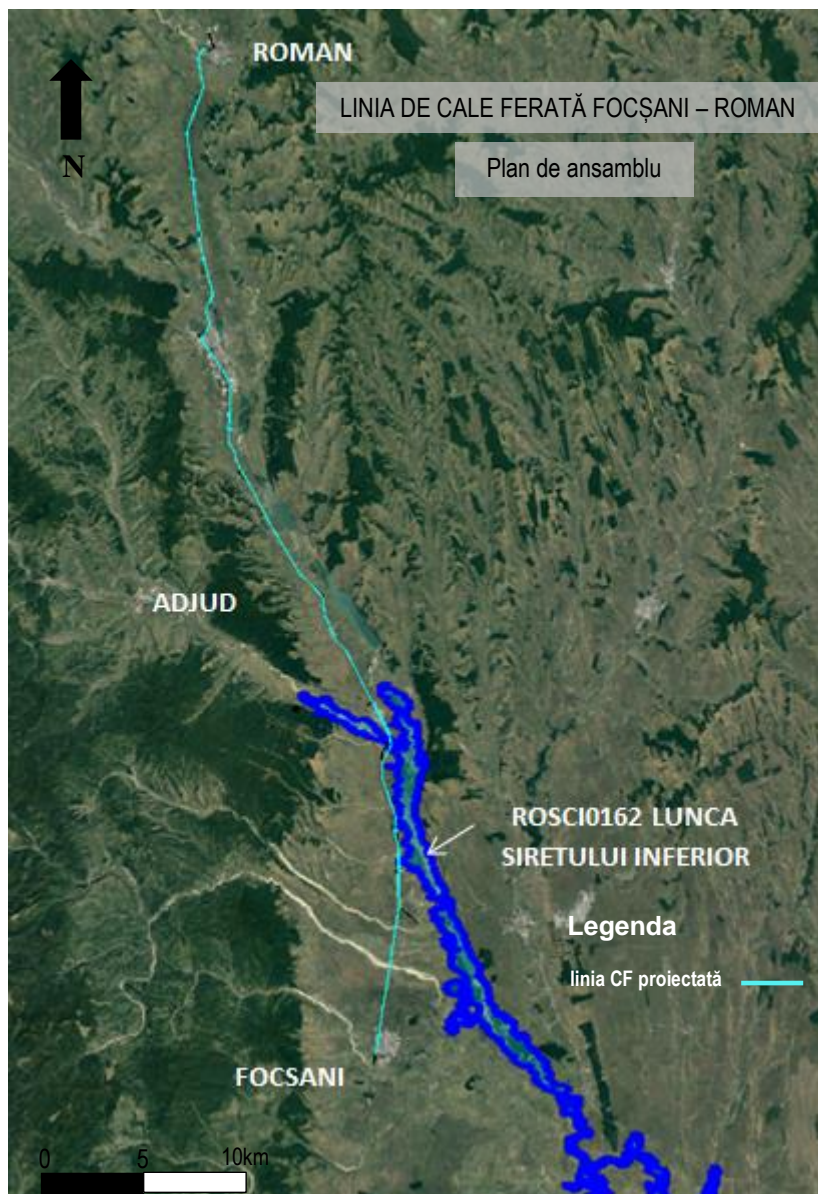 ROMAN
LINIA DE CALE FERATĂ FOCȘANI – ROMAN
N
Plan de ansamblu
ADJUD
ROSCI0162 LUNCA
SIRETULUI INFERIOR
Legenda
linia CF proiectată
FOCSANI
0 5 10km